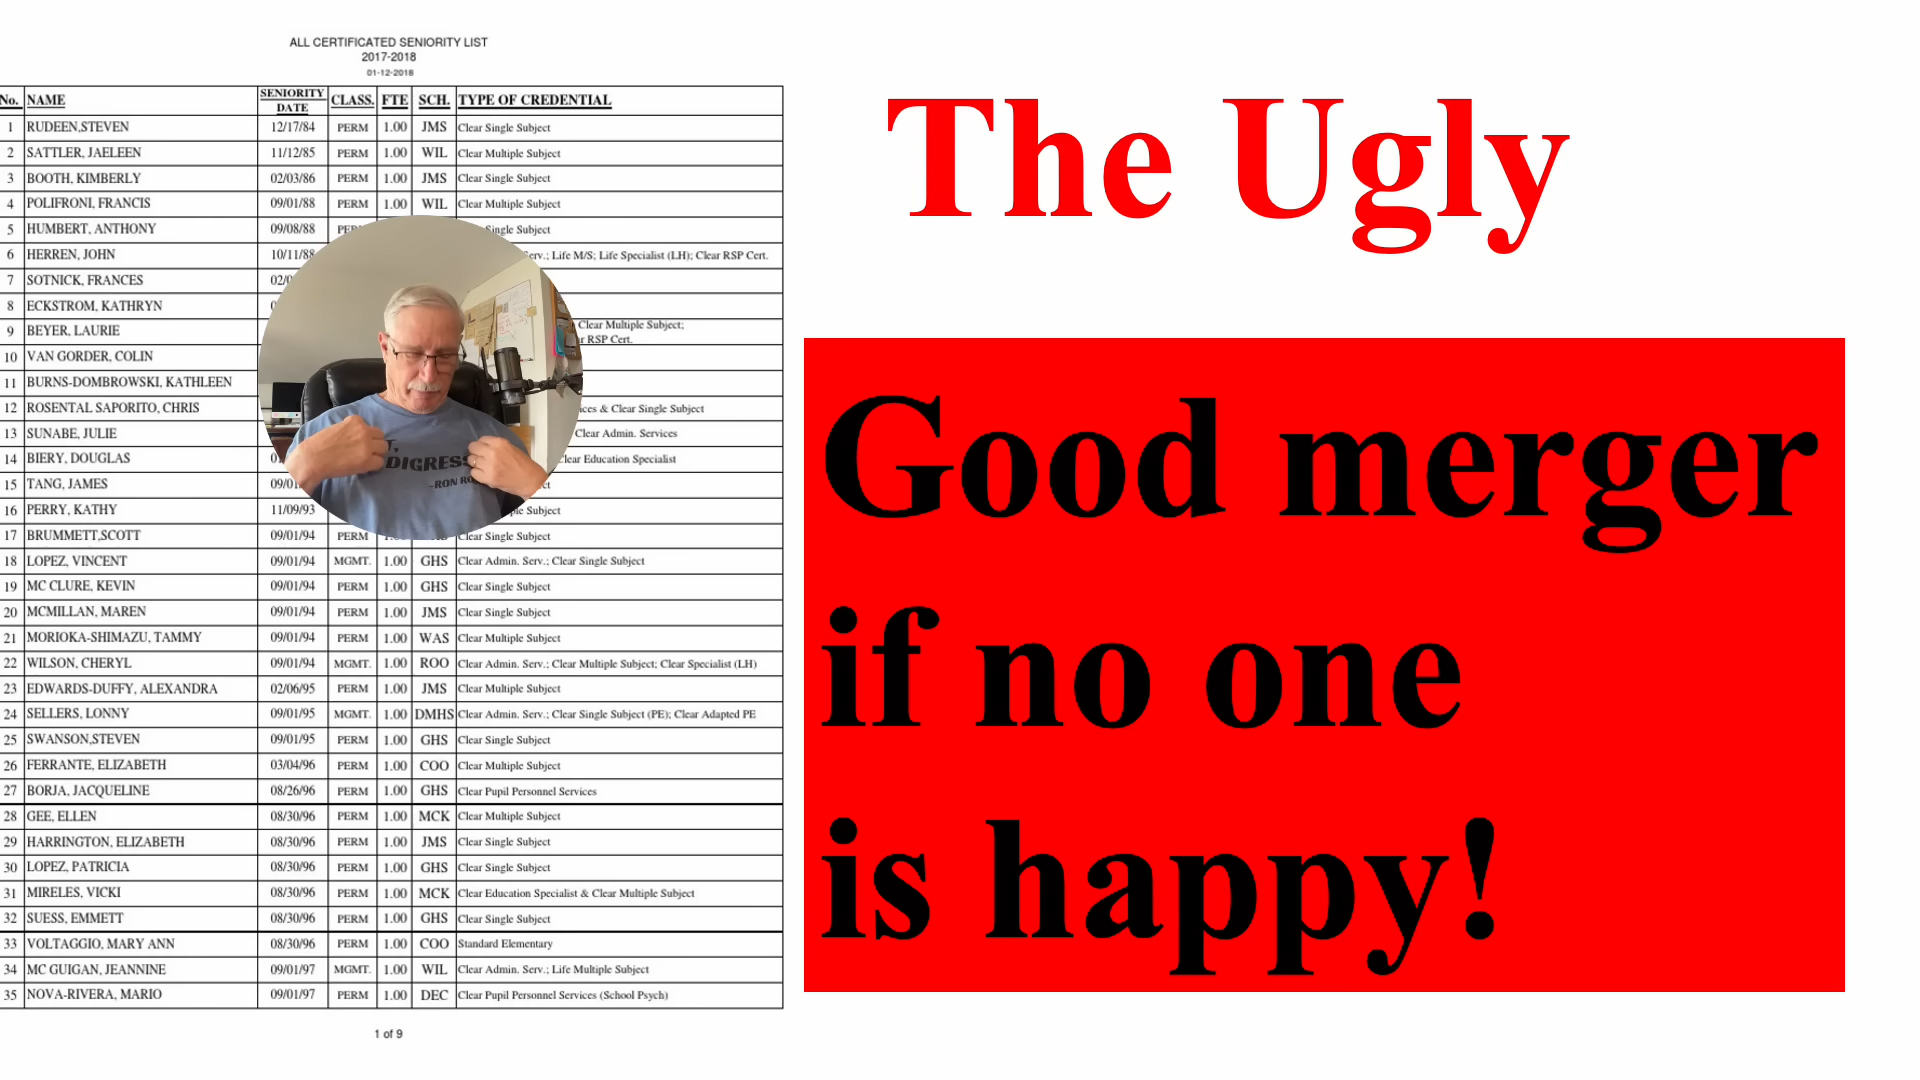 ALL CERTIFICATED SENIORITY LIST
2017-2018
01-12-2018
No. NAME SENIORITY DATE CLASS. FTE SCH. TYPE OF CREDENTIAL
1 RUDEEN,STEVEN 12/17/84 PERM 1.00 JMS Clear Single Subject
2 SATTLER, JAELEEN 11/12/85 PERM 1.00 WIL Clear Multiple Subject
3 BOOTH, KIMBERLY 02/03/86 PERM 1.00 JMS Clear Single Subject
4 POLIFRONI, FRANCIS 09/01/88 PERM 1.00 WIL Clear Multiple Subject
5 HUMBERT, ANTHONY 09/08/88 Single Subject
6 HERREN, JOHN 10/11/88 Life M/S; Life Specialist (LH); Clear RSP Cert.
7 SOTNICK, FRANCES
8 ECKSTROM, KATHRYN
9 BEYER, LAURIE Clear Multiple Subject;
RSP Cert.
10 VAN GORDER, COLIN
11 BURNS-DOMBROWSKI, KATHLEEN
12 ROSENTAL SAPORITO, CHRIS & Clear Single Subject
13 SUNABE, JULIE Clear Admin. Services
14 BIERY, DOUGLAS Clear Education Specialist
15 TANG, JAMES
16 PERRY, KATHY 11/09/93 Subject
17 BRUMMETT,SCOTT 09/01/94 PERM Clear Single Subject
18 LOPEZ, VINCENT 09/01/94 MGMT. 1.00 GHS Clear Admin. Serv.; Clear Single Subject
19 MC CLURE, KEVIN 09/01/94 PERM 1.00 GHS Clear Single Subject
20 MCMILLAN, MAREN 09/01/94 PERM 1.00 JMS Clear Single Subject
21 MORIOKA-SHIMAZU, TAMMY 09/01/94 PERM 1.00 WAS Clear Multiple Subject
22 WILSON, CHERYL 09/01/94 MGMT. 1.00 ROO Clear Admin. Serv.; Clear Multiple Subject; Clear Specialist (LH)
23 EDWARDS-DUFFY, ALEXANDRA 02/06/95 PERM 1.00 JMS Clear Multiple Subject
24 SELLERS, LONNY 09/01/95 MGMT. 1.00 DMHS Clear Admin. Serv.; Clear Single Subject (PE); Clear Adapted PE
25 SWANSON,STEVEN 09/01/95 PERM 1.00 GHS Clear Single Subject
26 FERRANTE, ELIZABETH 03/04/96 PERM 1.00 COO Clear Multiple Subject
27 BORJA, JACQUELINE 08/26/96 PERM 1.00 GHS Clear Pupil Personnel Services
28 GEE, ELLEN 08/30/96 PERM 1.00 MCK Clear Multiple Subject
29 HARRINGTON, ELIZABETH 08/30/96 PERM 1.00 JMS Clear Single Subject
30 LOPEZ, PATRICIA 08/30/96 PERM 1.00 GHS Clear Single Subject
31 MIRELES, VICKI 08/30/96 PERM 1.00 MCK Clear Education Specialist & Clear Multiple Subject
32 SUESS, EMMETT 08/30/96 PERM 1.00 GHS Clear Single Subject
33 VOLTAGGIO, MARY ANN 08/30/96 PERM 1.00 COO Standard Elementary
34 MC GUIGAN, JEANNINE 09/01/97 MGMT. 1.00 WIL Clear Admin. Serv.; Life Multiple Subject
35 NOVA-RIVERA, MARIO 09/01/97 PERM 1.00 DEC Clear Pupil Personnel Services (School Psych)
1 of 9
DIGRESS
-RON
The Ugly
Good merger
if no one
is happy!